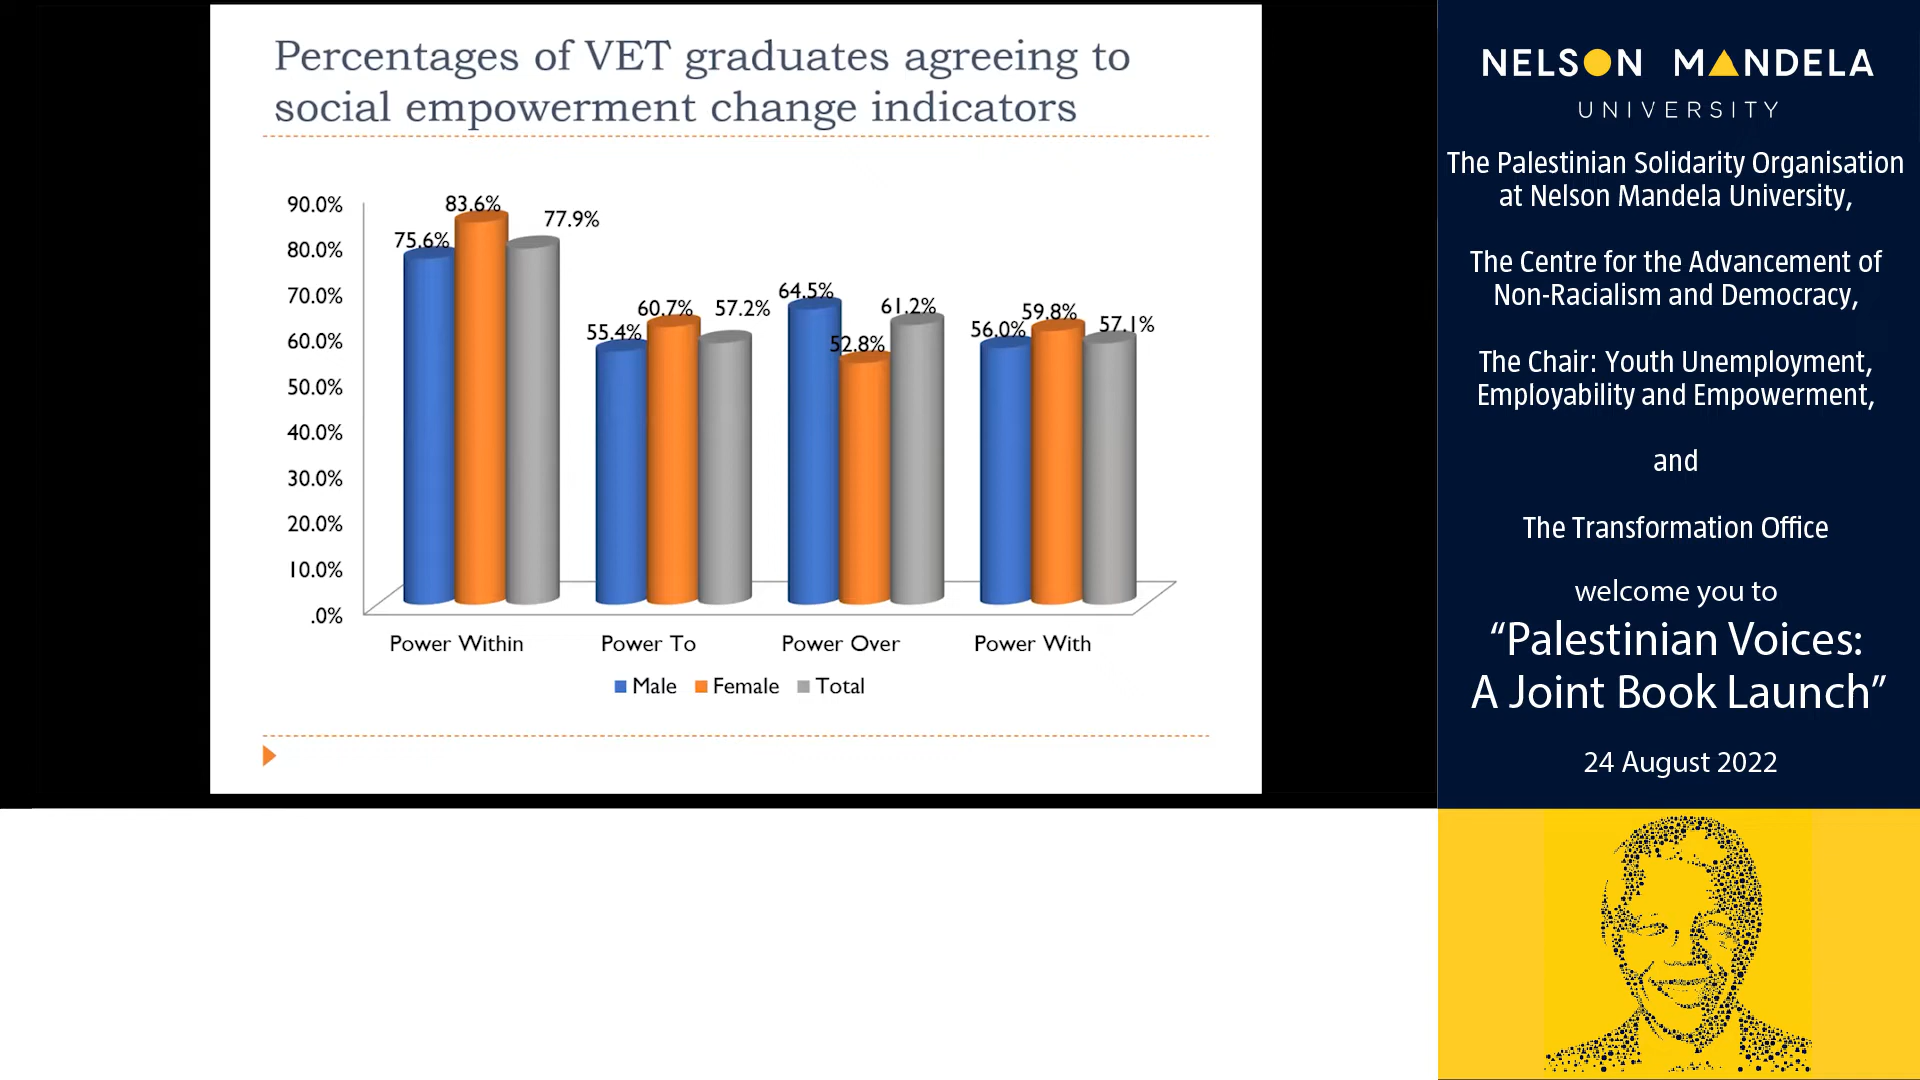 Percentages of VET graduates agreeing to
social empowerment change indicators
90.0%
80.0%
70.0%
60.0%
50.0%
40.0%
30.0%
20.0%
10.0%
.0%
75.6%
83.6%
77.9%
55.4%
60.7%
57.2%
64.5%
52.8%
61.2%
56.0%
59.8%
57.1%
Power Within
Power To
Power Over
Power With
Male
Female
Total
NELSON MANDELA
UNIVERSITY
The Palestinian Solidarity Organisation
at Nelson Mandela University,
The Centre for the Advancement of
Non-Racialism and Democracy,
The Chair: Youth Unemployment,
Employability and Empowerment,
and
The Transformation Office
welcome you to
“Palestinian Voices:
A Joint Book Launch”
24 August 2022